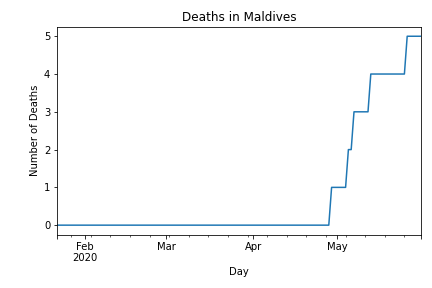 Deaths in Maldives
5
4
3
2
1
0
Number of Deaths
Feb
2020
Mar
Apr
May
Day